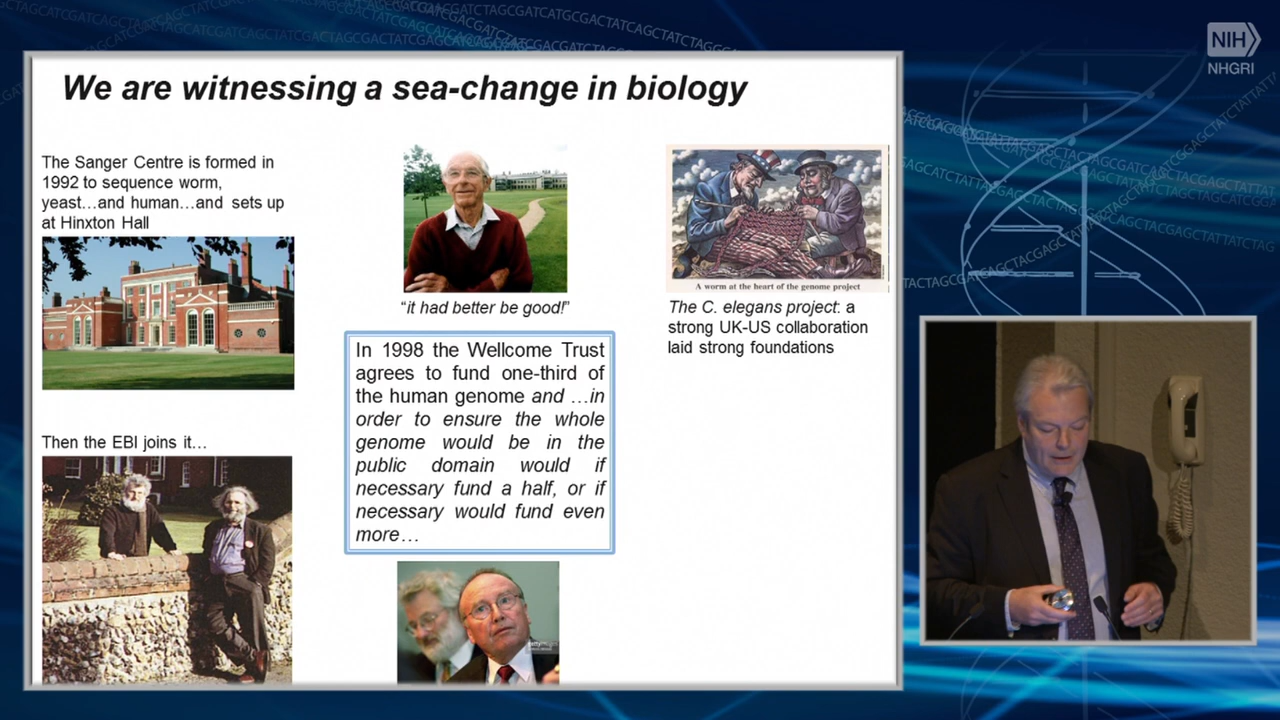 We are witnessing a sea-change in biology
The Sanger Centre is formed in
1992 to sequence worm,
yeast…and human…and sets up
at Hinxton Hall
Then the EBI joins it…
“it had better be good!”
In 1998 the Wellcome Trust
agrees to fund one-third of
the human genome and …in
order to ensure the whole
genome would be in the
public domain would if
necessary fund a half, or if
necessary would fund even
more…
gettyimages
A worm at the heart of the genome project
The C. elegans project: a
strong UK-US collaboration
laid strong foundations
NIH
NHGRI